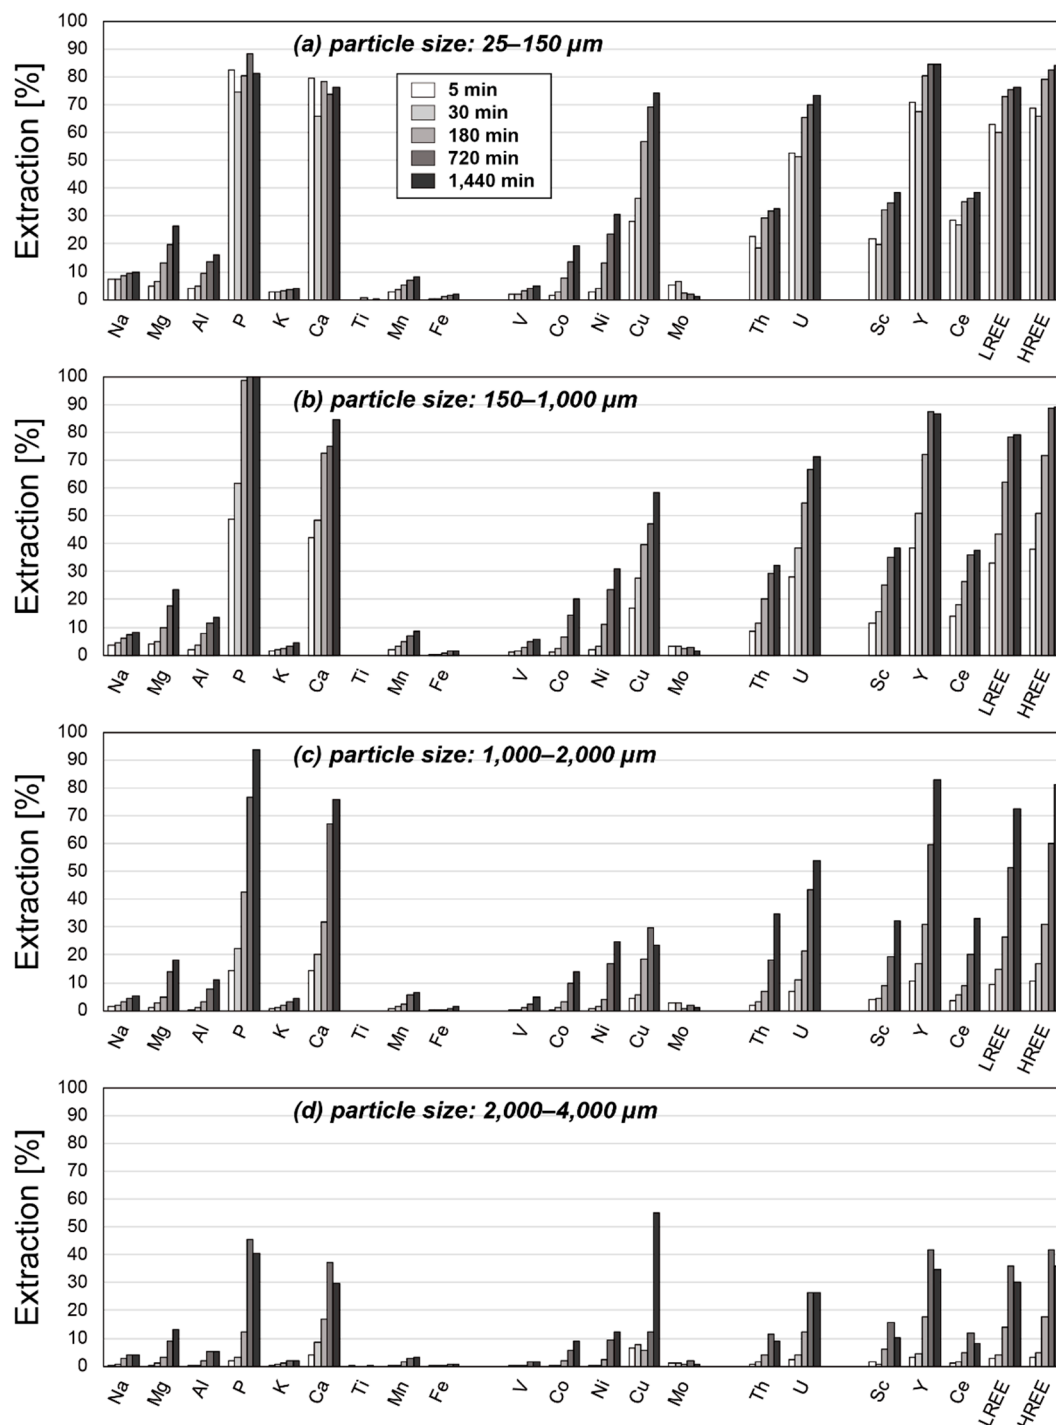 100
(a) particle size: 25–150 µm
90
80
5 min
70
30 min
60
180 min
50
720 min
40
1,440 min
30
20
10
0
Extraction [%]
Na Mg Al P K Ca Ti Mn Fe V Co Ni Cu Mo Th U Sc Y Ce LREE HREE
100
(b) particle size: 150–1,000 µm
90
80
70
60
50
40
30
20
10
0
Extraction [%]
Na Mg Al P K Ca Ti Mn Fe V Co Ni Cu Mo Th U Sc Y Ce LREE HREE
100
(c) particle size: 1,000–2,000 µm
90
80
70
60
50
40
30
20
10
0
Extraction [%]
Na Mg Al P K Ca Ti Mn Fe V Co Ni Cu Mo Th U Sc Y Ce LREE HREE
100
(d) particle size: 2,000–4,000 µm
90
80
70
60
50
40
30
20
10
0
Extraction [%]
Na Mg Al P K Ca Ti Mn Fe V Co Ni Cu Mo Th U Sc Y Ce LREE HREE